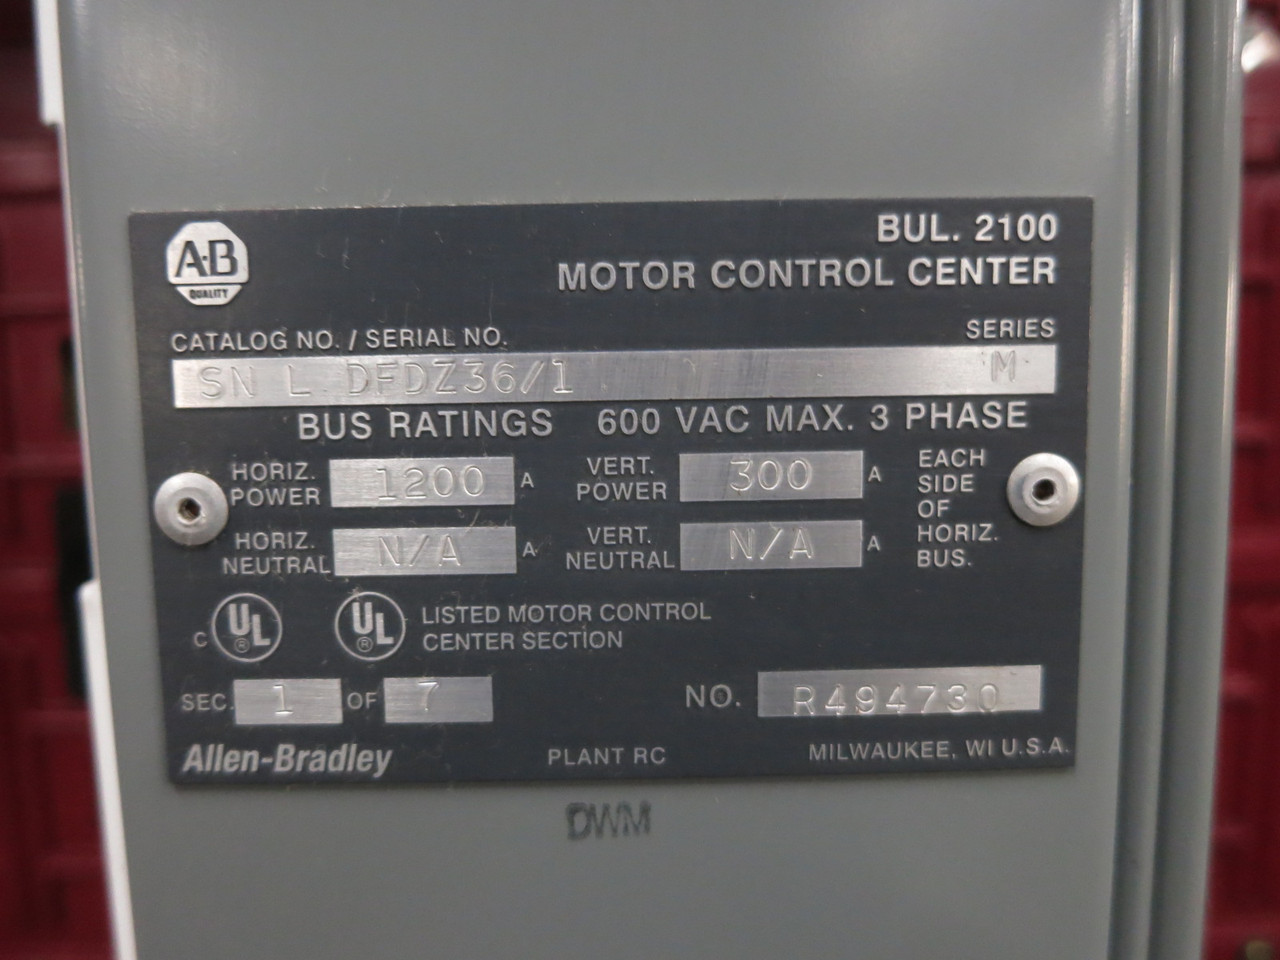 A-B
QUALITY
BUL. 2100
MOTOR CONTROL CENTER
CATALOG NO. / SERIAL NO.
SERIES
SN L DFDZ36/1
M
BUS RATINGS 600 VAC MAX. 3 PHASE
HORIZ. POWER 1200 A
VERT. POWER 300 A
HORIZ. NEUTRAL N/A A
VERT. NEUTRAL N/A A
EACH
SIDE
OF
HORIZ.
BUS.
C UL ® UL ®
LISTED MOTOR CONTROL
CENTER SECTION
SEC. 1 OF 7
NO. R494730
Allen-Bradley
PLANT RC
MILWAUKEE, WI U.S.A.
DWM